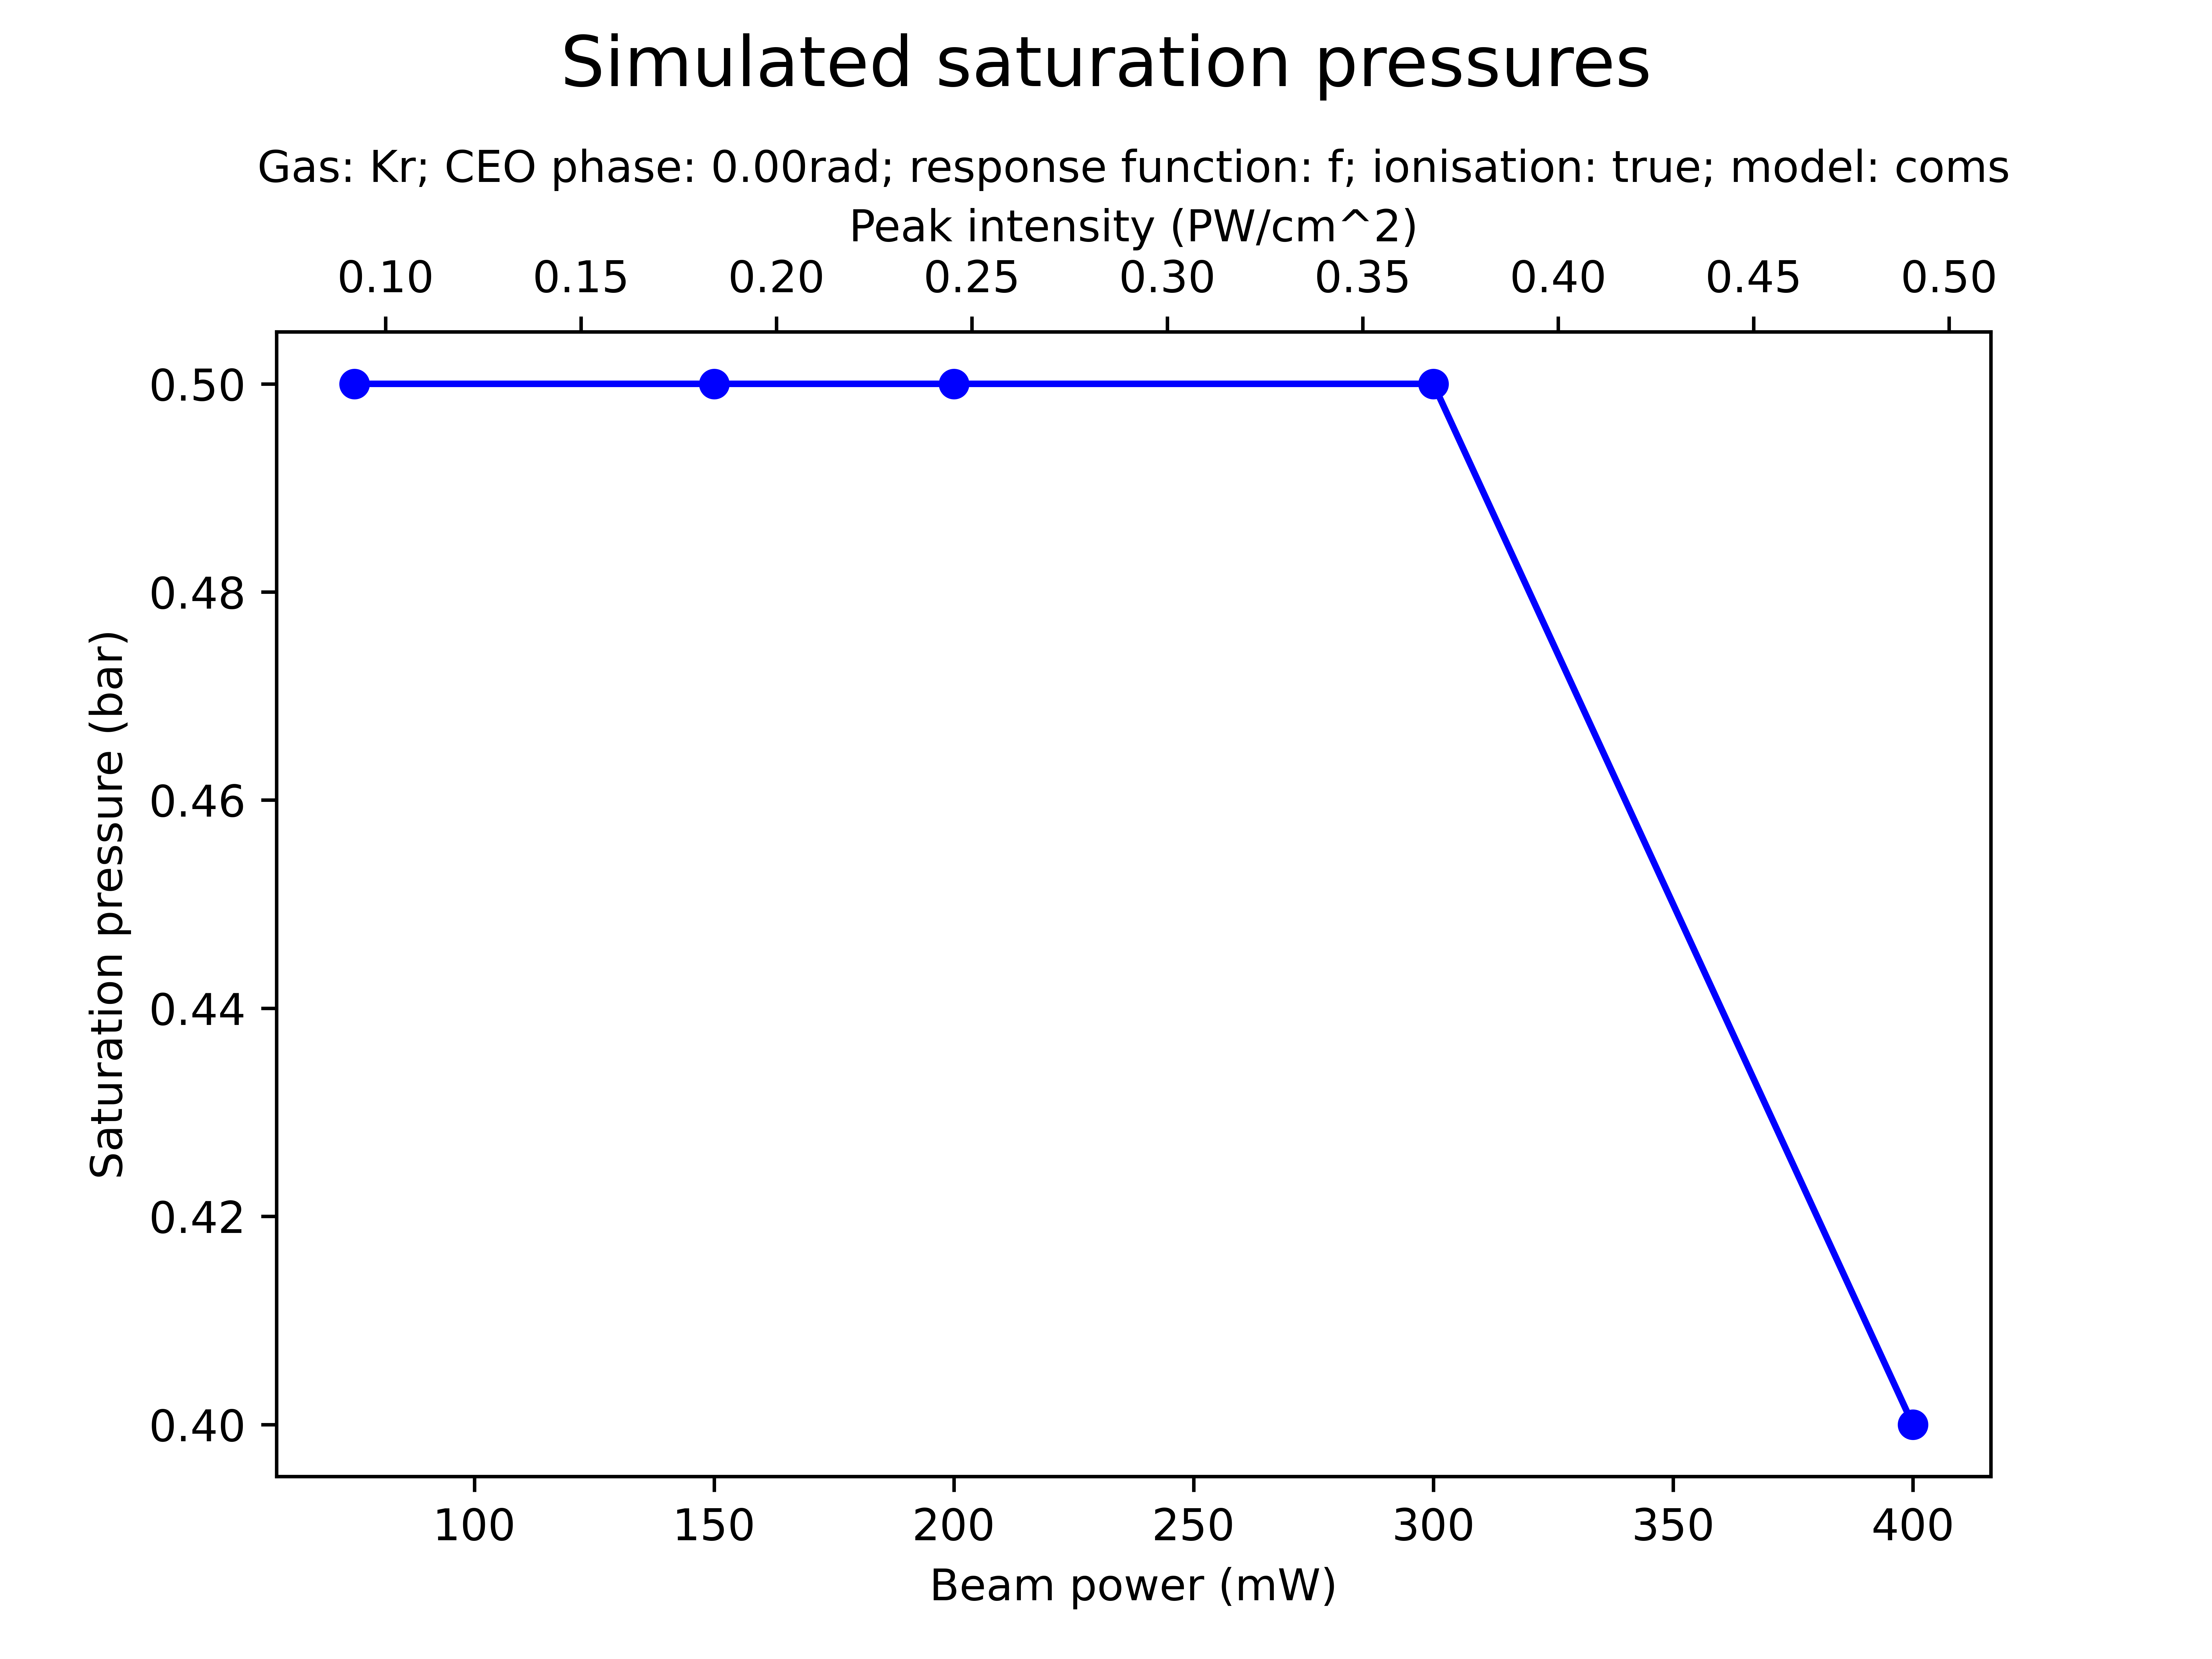 Simulated saturation pressures
Gas: Kr; CEO phase: 0.00rad; response function: f; ionisation: true; model: coms
Peak intensity (PW/cm^2)
0.10 0.15 0.20 0.25 0.30 0.35 0.40 0.45 0.50
0.50
0.48
0.46
0.44
0.42
0.40
Saturation pressure (bar)
100 150 200 250 300 350 400
Beam power (mW)